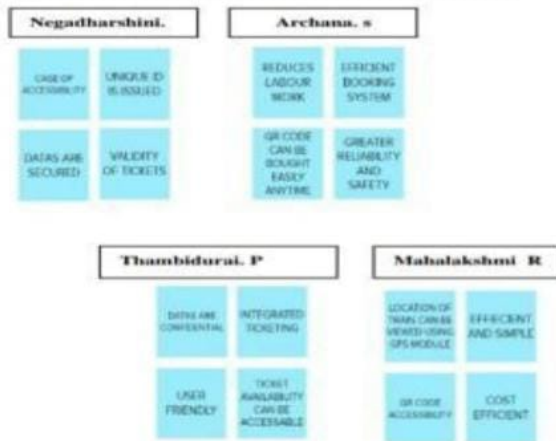 Negadharshini.
CASE OF
ACCESSIBILITY
UNIQUE ID
IS ISSUED
DATAS ARE
SECURED
VALIDITY
OF TICKETS
Archana. s
REDUCES
LABOUR
WORK
EFFICIENT
BOOKING
SYSTEM
QR CODE
CAN BE
BOUGHT
EASILY
ANYTIME
GREATER
RELIABILITY
AND
SAFETY
Thambidurai. P
DATAS ARE
CONFIDENTIAL
INTEGRATED
TICKETING
USER
FRIENDLY
TICKET
AVAILABILITY
CAN BE
ACCESSABLE
Mahalakshmi R
LOCATION OF
TRAIN CAN BE
VIEWED USING
GPS MODULE
EFFIECIENT
AND SIMPLE
QR CODE
ACCESSIBILITY
COST
EFFICIENT